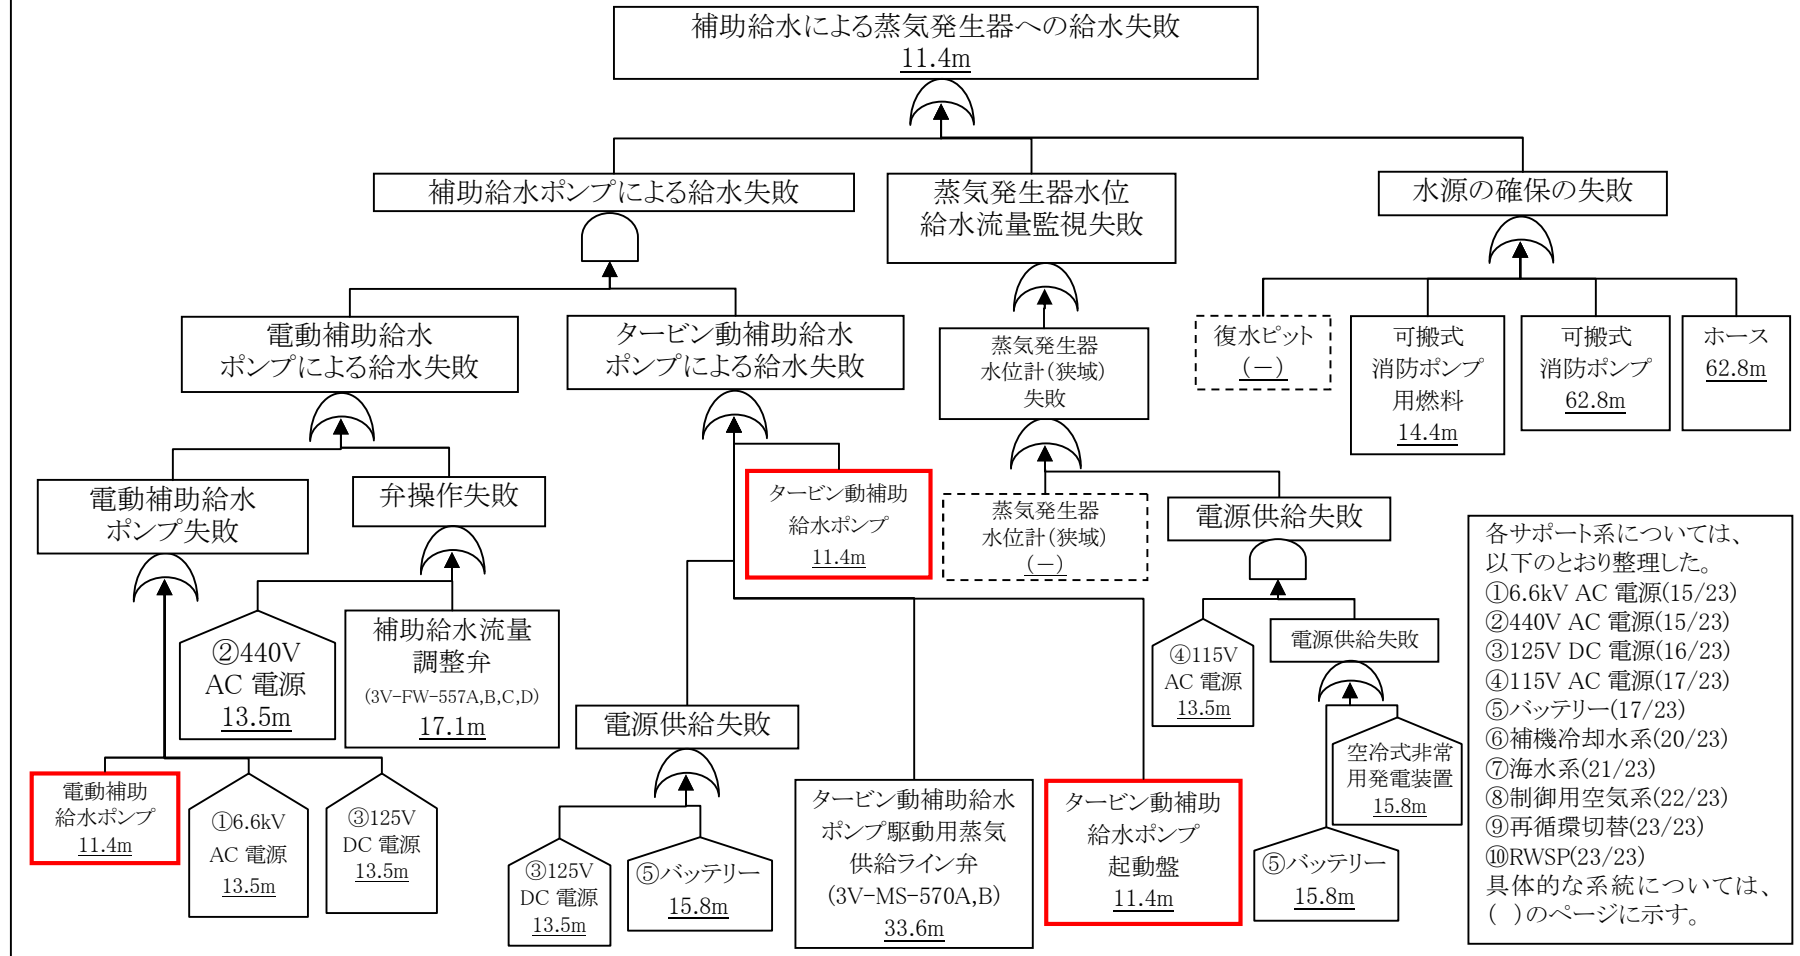 補助給水による蒸気発生器への給水失敗
11.4m
補助給水ポンプによる給水失敗
蒸気発生器水位
給水流量監視失敗
水源の確保の失敗
電動補助給水
ポンプによる給水失敗
タービン動補助給水
ポンプによる給水失敗
蒸気発生器
水位計(狭域)
失敗
復水ピット
(-)
可搬式
消防ポンプ
用燃料
14.4m
可搬式
消防ポンプ
62.8m
ホース
62.8m
電動補助給水
ポンプ失敗
弁操作失敗
タービン動補助
給水ポンプ
11.4m
蒸気発生器
水位計(狭域)
(-)
電源供給失敗
②440V
AC 電源
13.5m
補助給水流量
調整弁
(3V-FW-557A,B,C,D)
17.1m
④115V
AC 電源
13.5m
電源供給失敗
電源供給失敗
空冷式非常
用発電装置
15.8m
電動補助
給水ポンプ
11.4m
①6.6kV
AC 電源
13.5m
③125V
DC 電源
13.5m
③125V
DC 電源
13.5m
⑤バッテリー
15.8m
タービン動補助給水
ポンプ駆動用蒸気
供給ライン弁
(3V-MS-570A,B)
33.6m
タービン動補助
給水ポンプ
起動盤
11.4m
⑤バッテリー
15.8m
各サポート系については、
以下のとおり整理した。
①6.6kV AC 電源(15/23)
②440V AC 電源(15/23)
③125V DC 電源(16/23)
④115V AC 電源(17/23)
⑤バッテリー(17/23)
⑥補機冷却水系(20/23)
⑦海水系(21/23)
⑧制御用空気系(22/23)
⑨再循環切替(23/23)
⑩RWSP(23/23)
具体的な系統については、
( )のページに示す。